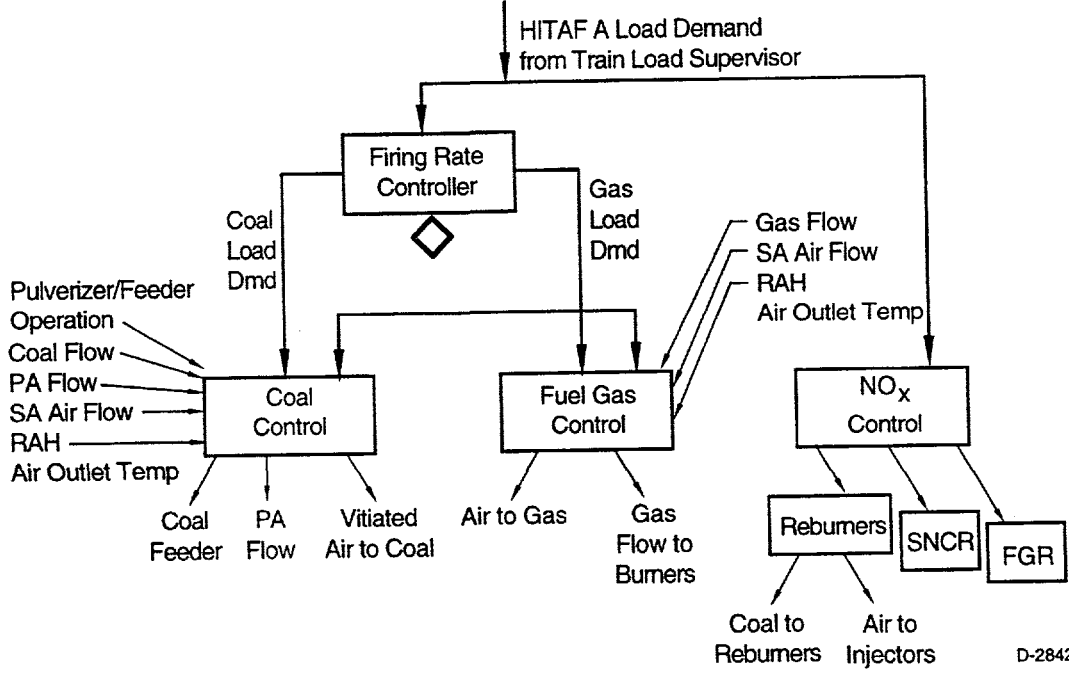 HITAF A Load Demand
from Train Load Supervisor
Firing Rate
Controller
Coal
Load
Dmd
Gas
Load
Dmd
Gas Flow
SA Air Flow
RAH
Air Outlet Temp
Pulverizer/Feeder
Operation
Coal Flow
PA Flow
SA Air Flow
RAH
Air Outlet Temp
Coal
Control
Fuel Gas
Control
NOx
Control
Coal
Feeder
PA
Flow
Vitiated
Air to Coal
Air to Gas
Gas
Flow to
Burners
Reburners
SNCR
FGR
Coal to
Reburners
Air to
Injectors
D-2842